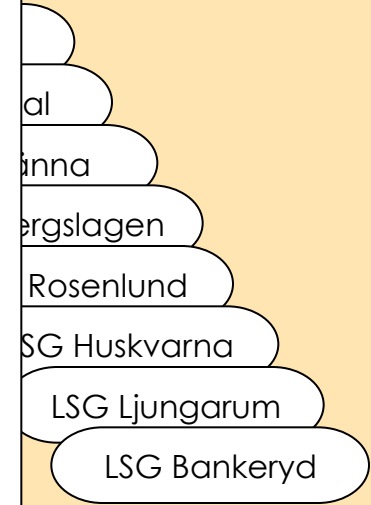 al
änna
ergslagen
Rosenlund
SG Huskvarna
LSG Ljungarum
LSG Bankeryd